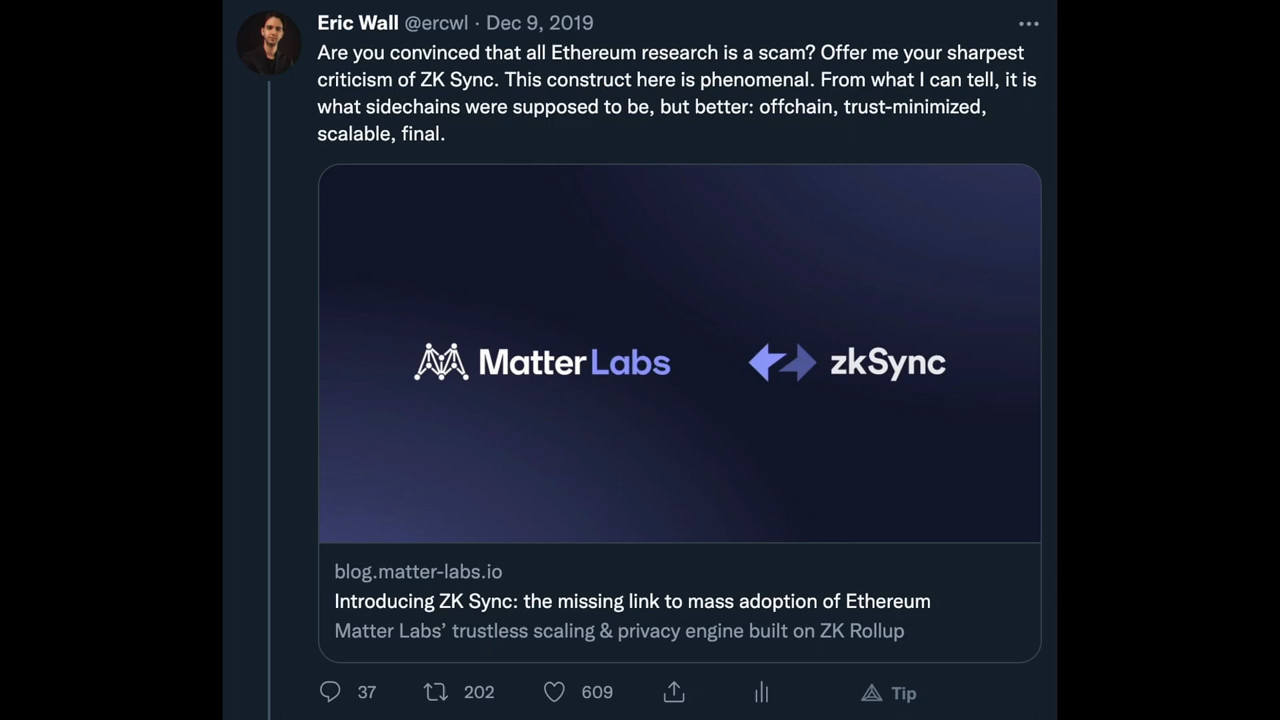 Eric Wall @ercwl · Dec 9, 2019
Are you convinced that all Ethereum research is a scam? Offer me your sharpest
criticism of ZK Sync. This construct here is phenomenal. From what I can tell, it is
what sidechains were supposed to be, but better: offchain, trust-minimized,
scalable, final.
Matter Labs zkSync
blog.matter-labs.io
Introducing ZK Sync: the missing link to mass adoption of Ethereum
Matter Labs’ trustless scaling & privacy engine built on ZK Rollup
37 202 609 Tip